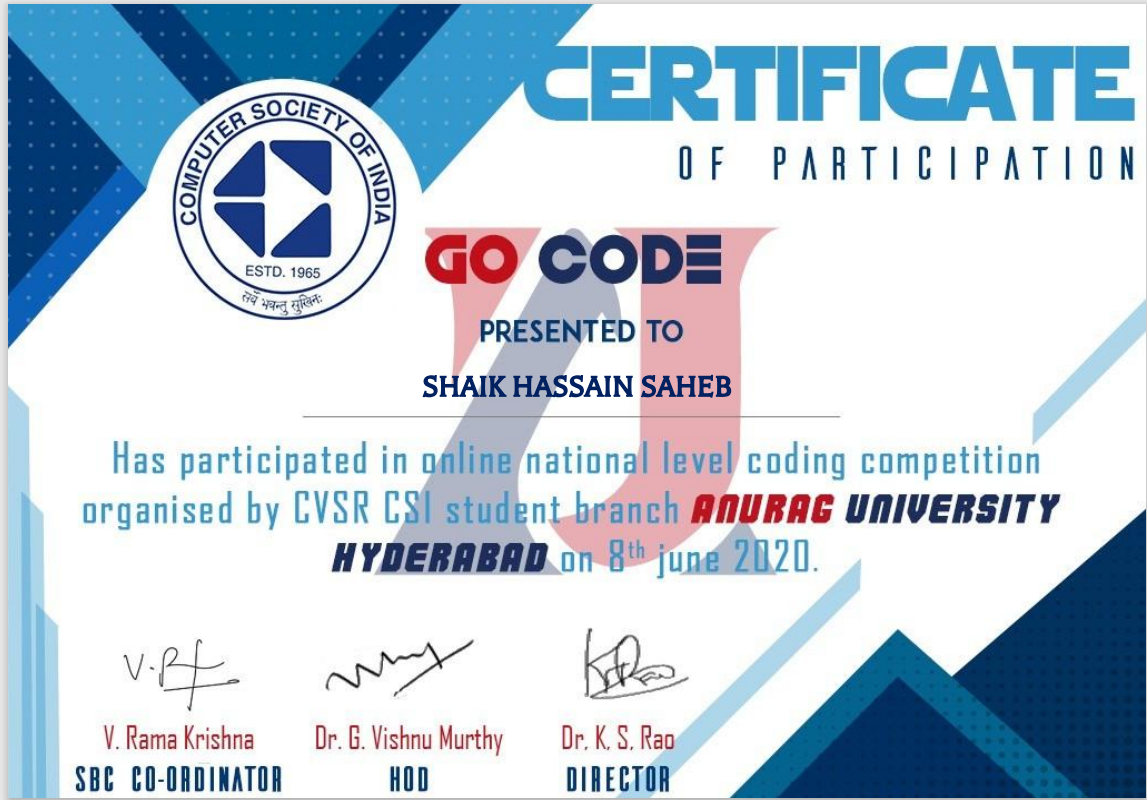 CERTIFICATE
OF PARTICIPATION
COMPUTER SOCIETY OF INDIA
ESTD. 1965
सर्वे भवन्तु सुखिनः
GO CODE
PRESENTED TO
SHAIK HASSAIN SAHEB
Has participated in online national level coding competition
organised by CVSR CSI student branch ANURAG UNIVERSITY
HYDERABAD on 8th june 2020.
V. Rama Krishna Dr. G. Vishnu Murthy Dr. K. S. Rao
SBC CO-ORDINATOR HOD DIRECTOR